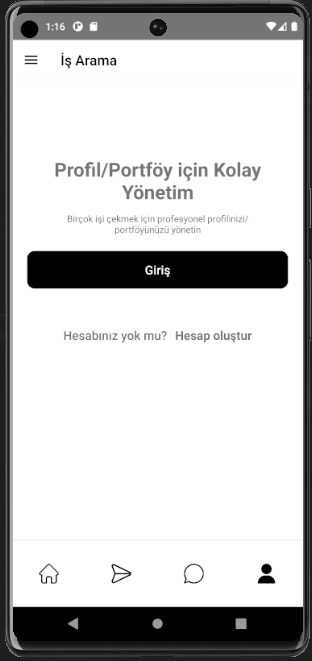 1:16
İş Arama
Profil/Portföy için Kolay
Yönetim
Birçok işi çekmek için profesyonel profilinizi/
portföyünüzü yönetin
Giriş
Hesabınız yok mu? Hesap oluştur